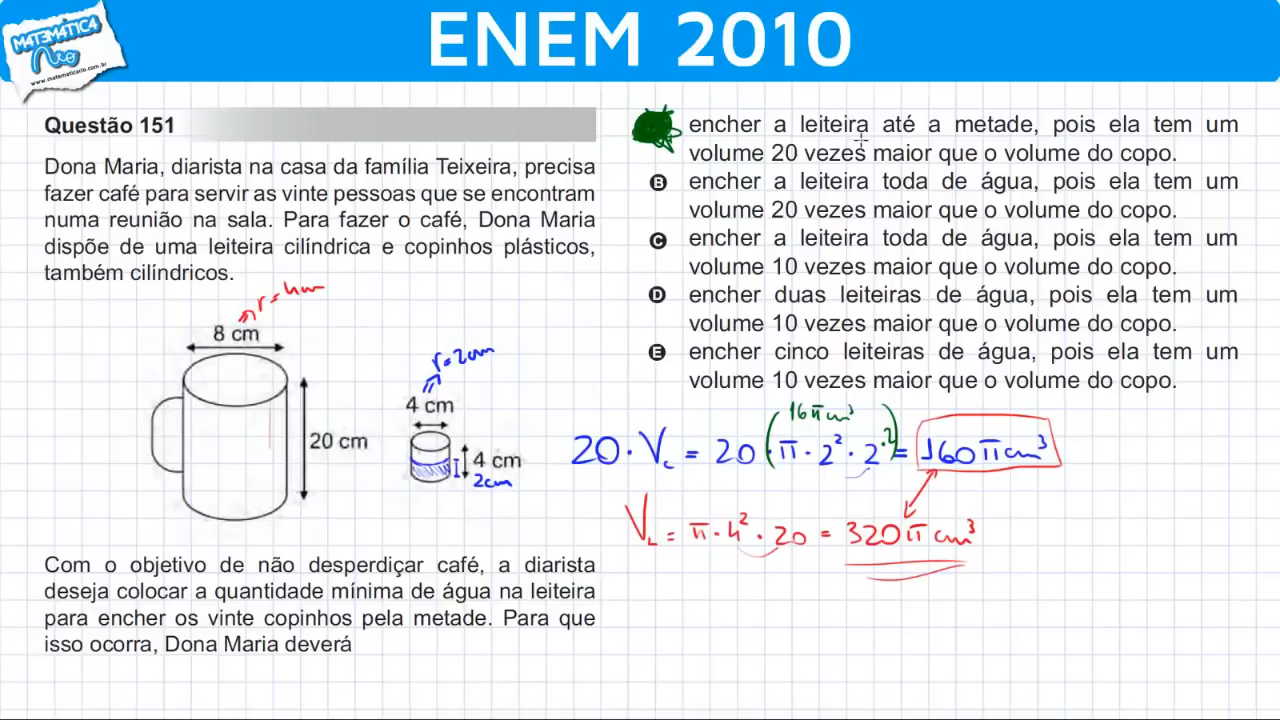 MATEMÁTICA
Rio
www.matematicario.com.br
ENEM 2010
Questão 151
Dona Maria, diarista na casa da família Teixeira, precisa
fazer café para servir as vinte pessoas que se encontram
numa reunião na sala. Para fazer o café, Dona Maria
dispõe de uma leiteira cilíndrica e copinhos plásticos,
também cilíndricos.
r=4cm
8 cm
20 cm
r=2cm
4 cm
4 cm
2cm
Com o objetivo de não desperdiçar café, a diarista
deseja colocar a quantidade mínima de água na leiteira
para encher os vinte copinhos pela metade. Para que
isso ocorra, Dona Maria deverá
encher a leiteira até a metade, pois ela tem um
volume 20 vezes maior que o volume do copo.
B encher a leiteira toda de água, pois ela tem um
volume 20 vezes maior que o volume do copo.
C encher a leiteira toda de água, pois ela tem um
volume 10 vezes maior que o volume do copo.
D encher duas leiteiras de água, pois ela tem um
volume 10 vezes maior que o volume do copo.
E encher cinco leiteiras de água, pois ela tem um
volume 10 vezes maior que o volume do copo.
16πcm³
20·Vc = 20(π·2²·2)·2 = 160πcm³
VL = π·4²·20 = 320πcm³